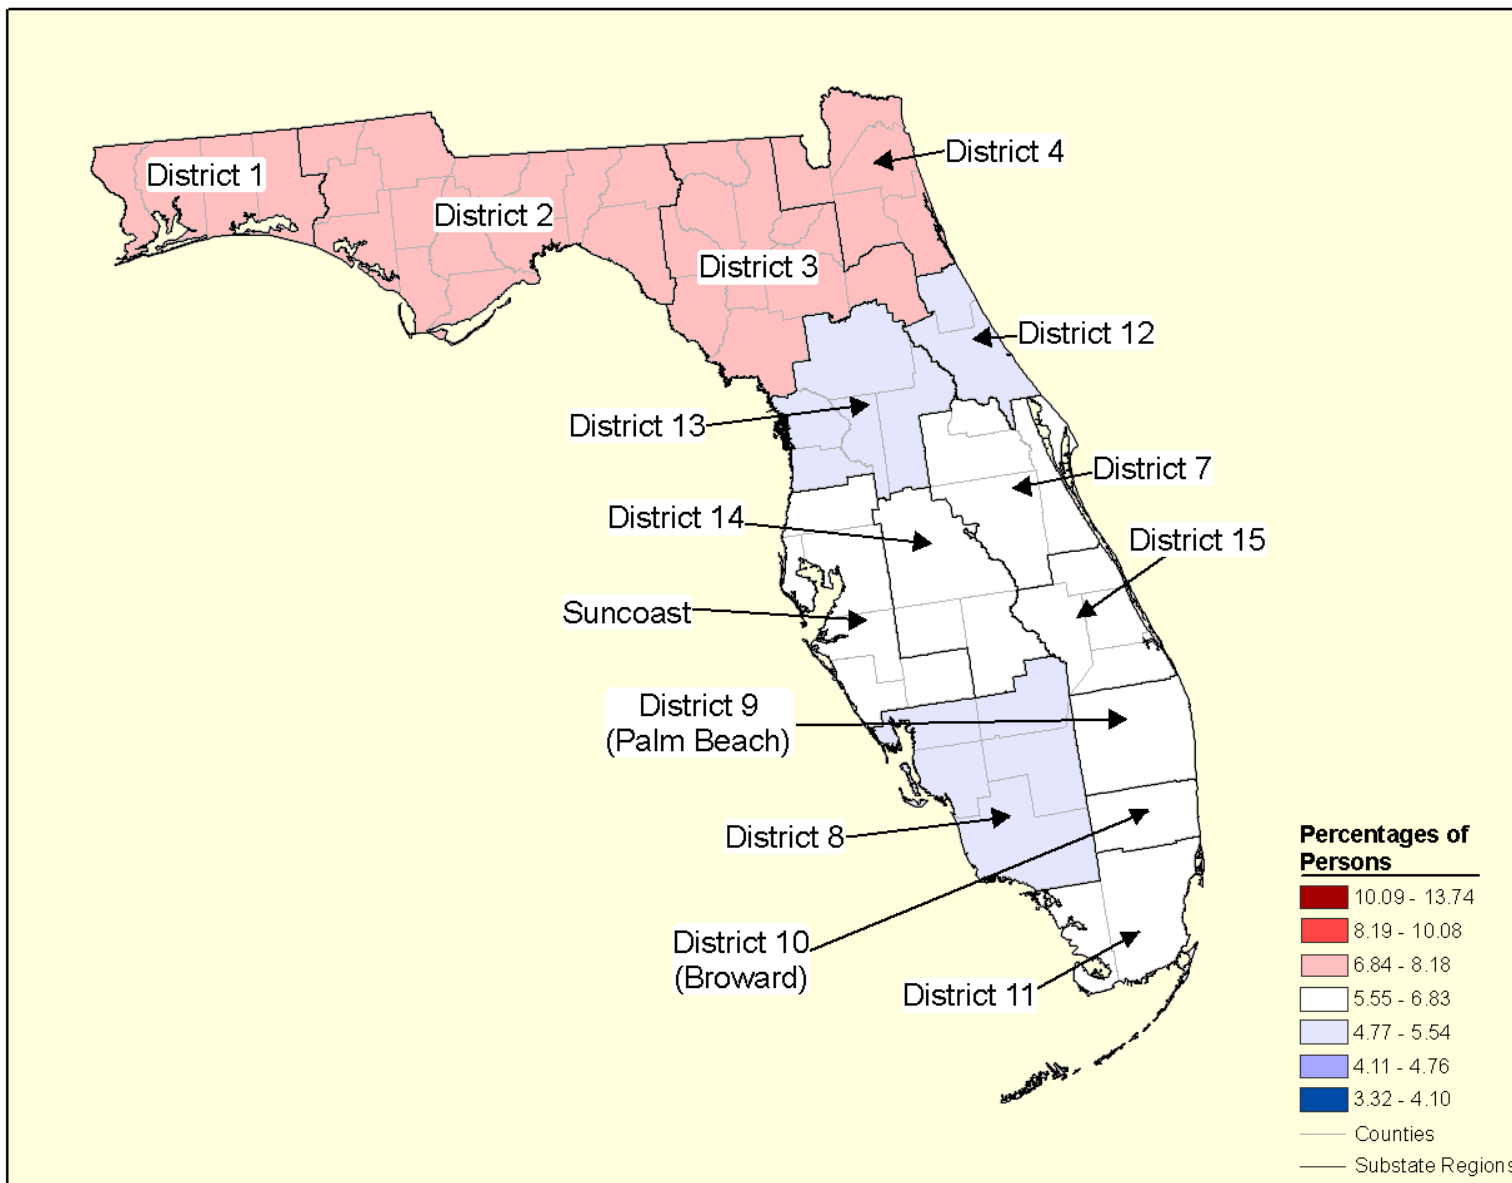 District 4
District 1
District 2
District 3
District 12
District 13
District 7
District 14
District 15
Suncoast
District 9
(Palm Beach)
District 8
District 10
(Broward)
District 11
Percentages of
Persons
10.09 - 13.74
8.19 - 10.08
6.84 - 8.18
5.55 - 6.83
4.77 - 5.54
4.11 - 4.76
3.32 - 4.10
Counties
Substate Regions